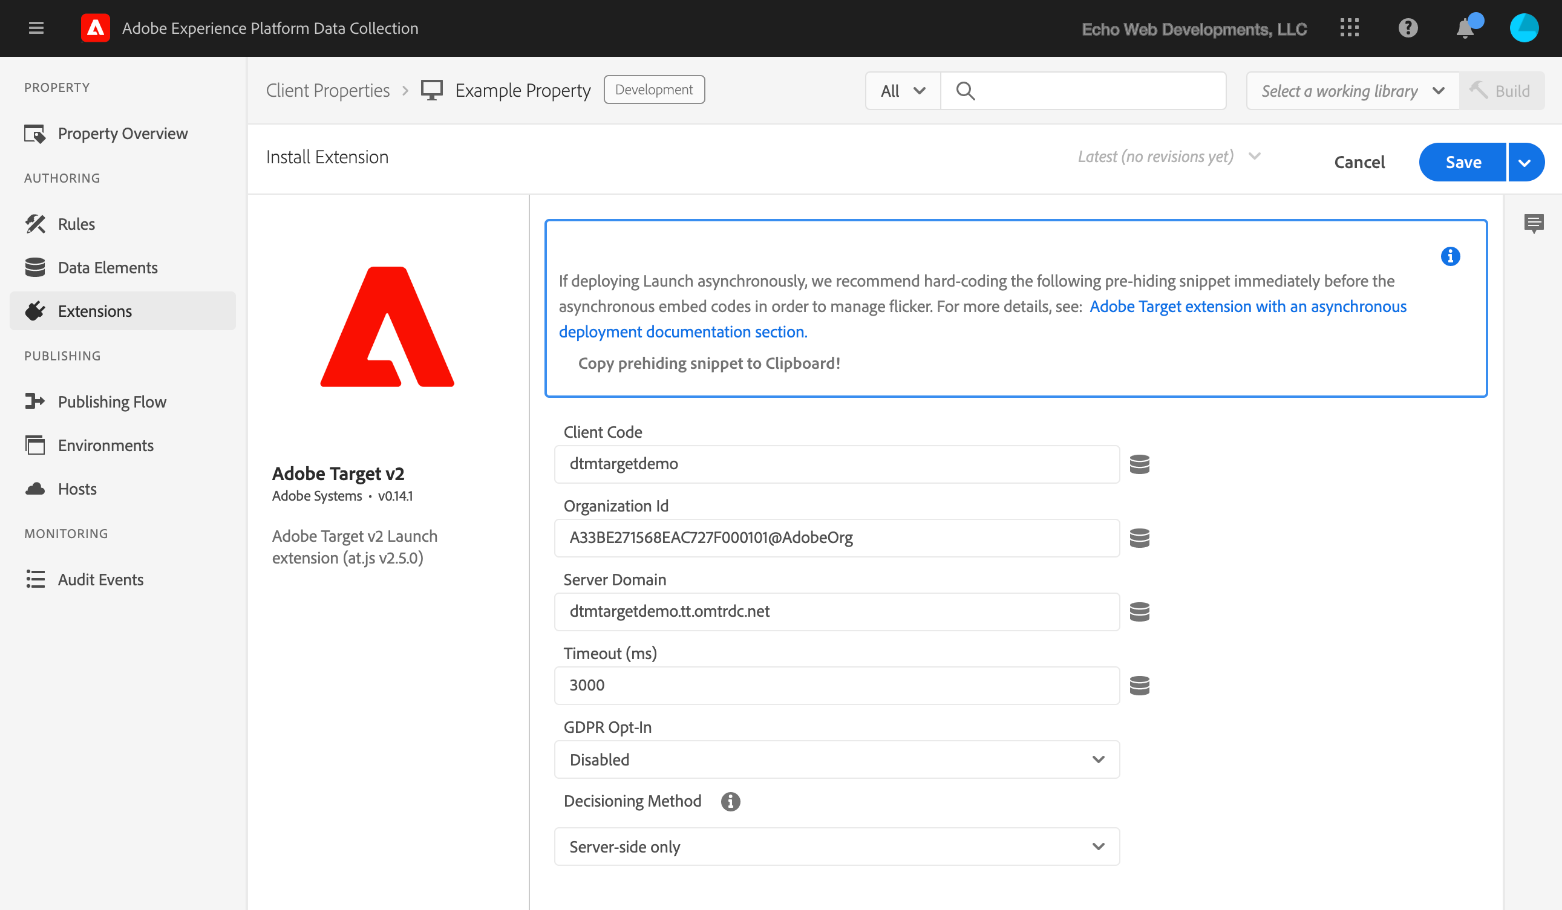 Adobe Experience Platform Data Collection
Echo Web Developments, LLC
PROPERTY
Property Overview
AUTHORING
Rules
Data Elements
Extensions
PUBLISHING
Publishing Flow
Environments
Hosts
MONITORING
Audit Events
Client Properties
Example Property
Development
All
Select a working library
Build
Install Extension
Latest (no revisions yet)
Cancel
Save
Adobe Target v2
Adobe Systems • v0.14.1
Adobe Target v2 Launch
extension (at.js v2.5.0)
If deploying Launch asynchronously, we recommend hard-coding the following pre-hiding snippet immediately before the
asynchronous embed codes in order to manage flicker. For more details, see: Adobe Target extension with an asynchronous
deployment documentation section.
Copy prehiding snippet to Clipboard!
Client Code
dtmtargetdemo
Organization Id
A33BE271568EAC727F000101@AdobeOrg
Server Domain
dtmtargetdemo.tt.omtrdc.net
Timeout (ms)
3000
GDPR Opt-In
Disabled
Decisioning Method
Server-side only